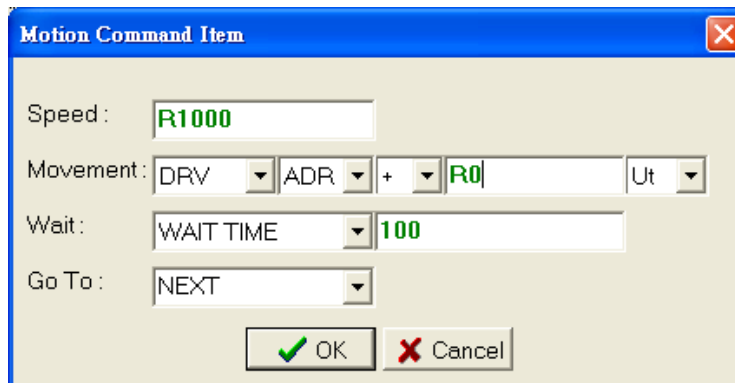 Motion Command Item
Speed : R1000
Movement : DRV ADR + R0 Ut
Wait : WAIT TIME 100
Go To : NEXT
OK Cancel